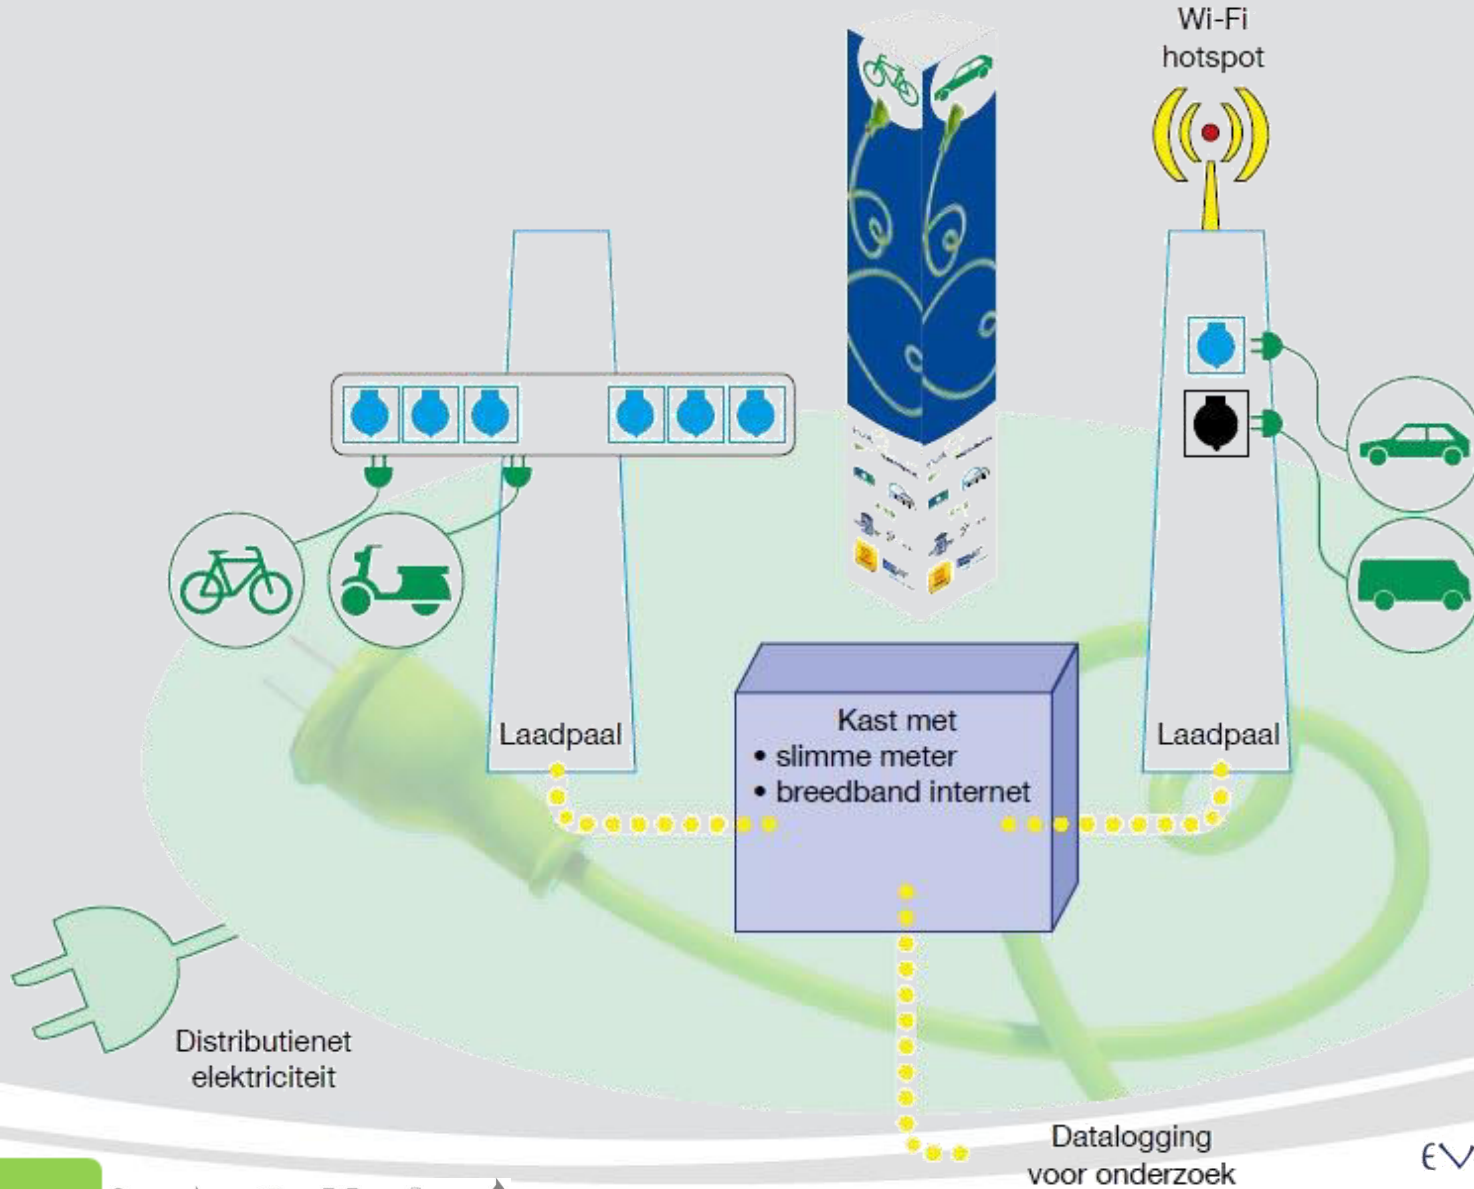 Wi-Fi
hotspot
Laadpaal
Kast met
• slimme meter
• breedband internet
Laadpaal
Distributienet
elektriciteit
Datalogging
voor onderzoek